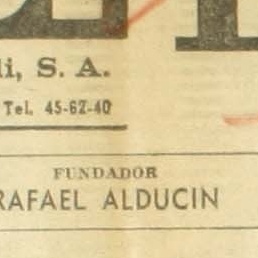 li, S. A.
Tel. 45-62-40
FUNDADOR
RAFAEL ALDUCIN